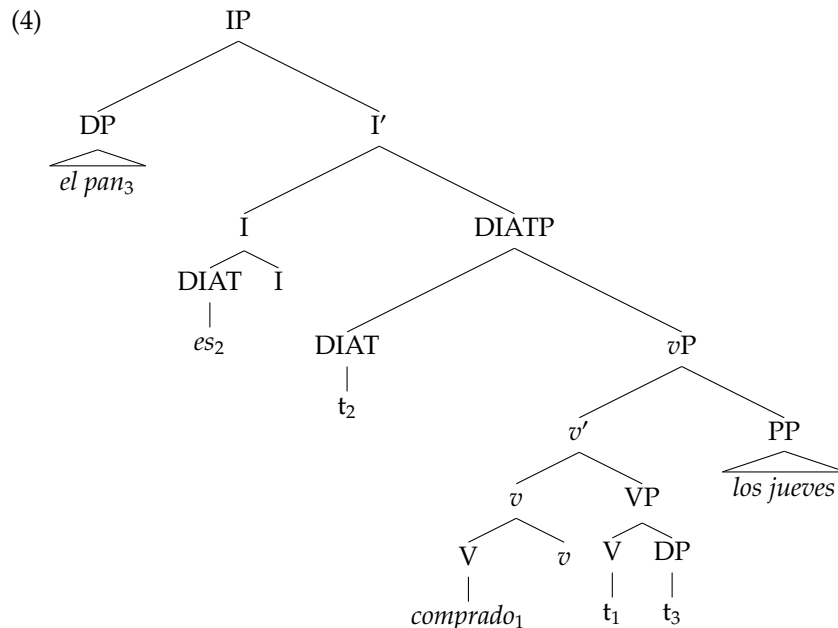 (4) IP
DP I′
el pan₃
I DIATP
DIAT I
es₂ DIAT vP
t₂
v′ PP
los jueves
v VP
V v V DP
comprado₁ t₁ t₃